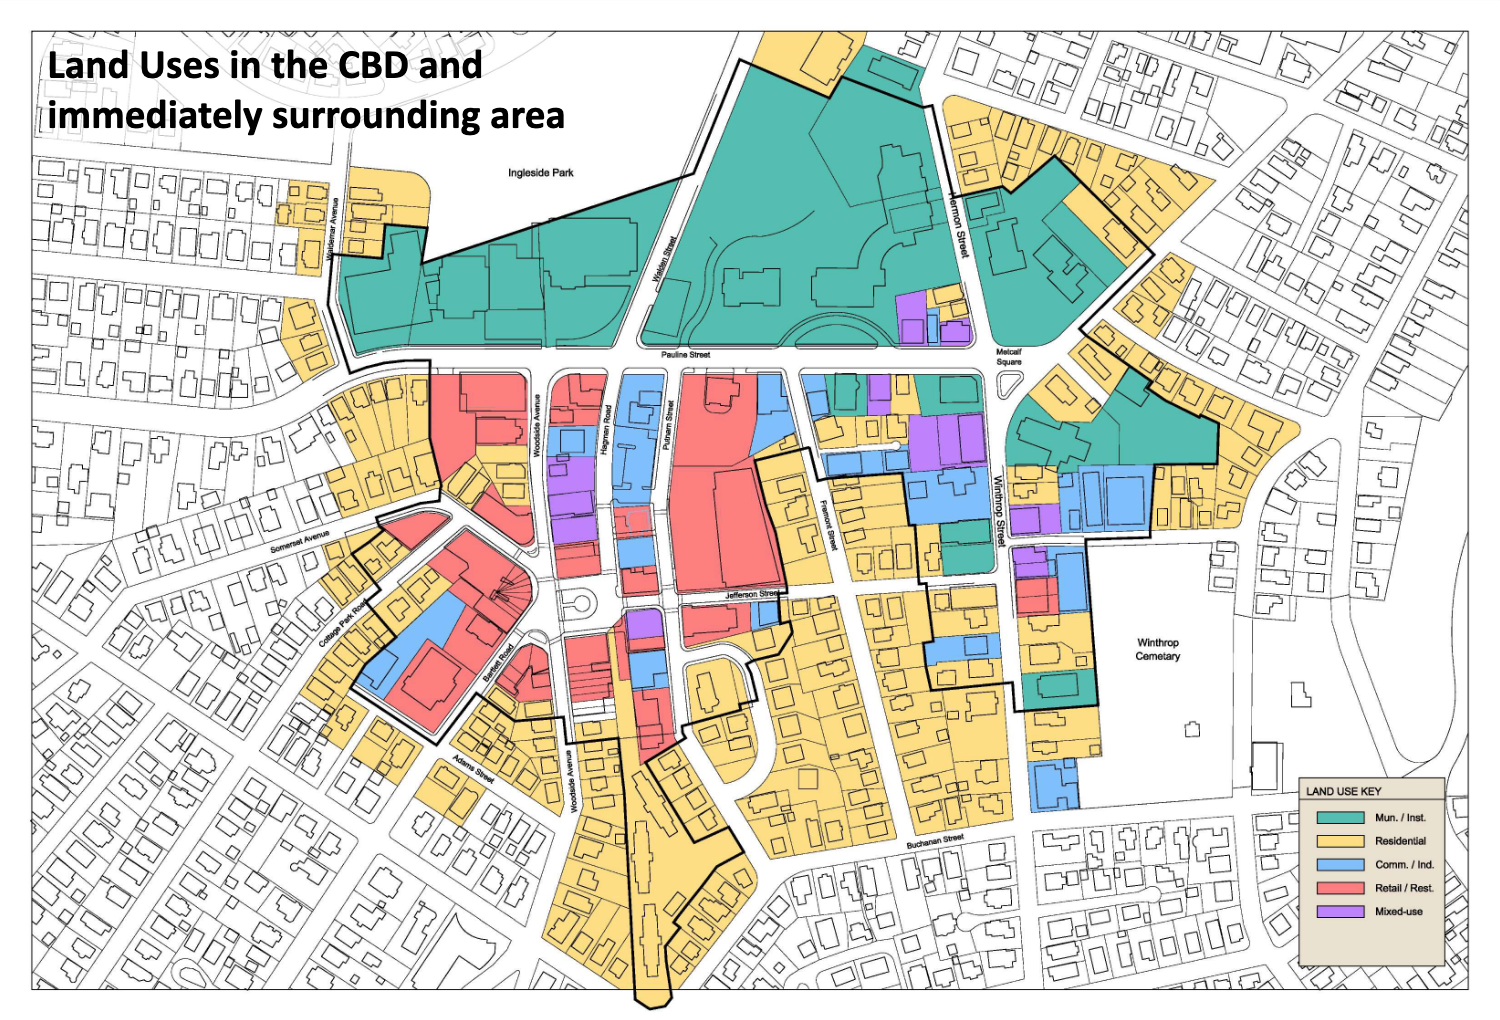 Land Uses in the CBD and
immediately surrounding area
Ingleside Park
Waldemar Avenue
Walden Street
Hermon Street
Pauline Street
Metcalf
Square
Woodside Avenue
Hagman Road
Putnam Street
Fremont Street
Winthrop Street
Somerset Avenue
Jefferson Street
Cottage Park Road
Bartlett Road
Winthrop
Cemetary
Adams Street
Woodside Avenue
Buchanan Street
LAND USE KEY
Mun. / Inst.
Residential
Comm. / Ind.
Retail / Rest.
Mixed-use